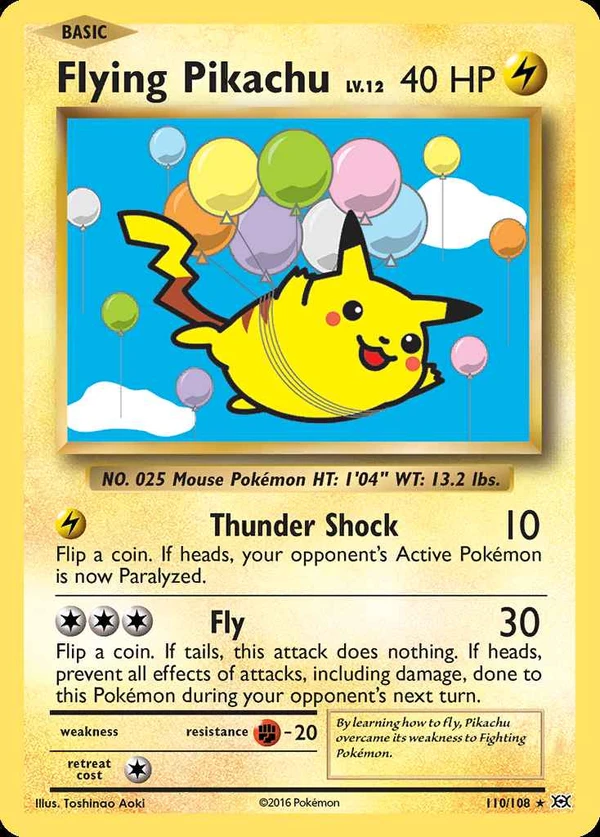 BASIC
Flying Pikachu LV.12 40 HP
NO. 025 Mouse Pokémon HT: 1'04" WT: 13.2 lbs.
Thunder Shock 10
Flip a coin. If heads, your opponent's Active Pokémon
is now Paralyzed.
Fly 30
Flip a coin. If tails, this attack does nothing. If heads,
prevent all effects of attacks, including damage, done to
this Pokémon during your opponent's next turn.
weakness resistance -20
retreat
cost
By learning how to fly, Pikachu
overcame its weakness to Fighting
Pokémon.
Illus. Toshinao Aoki ©2016 Pokémon 110/108 ★